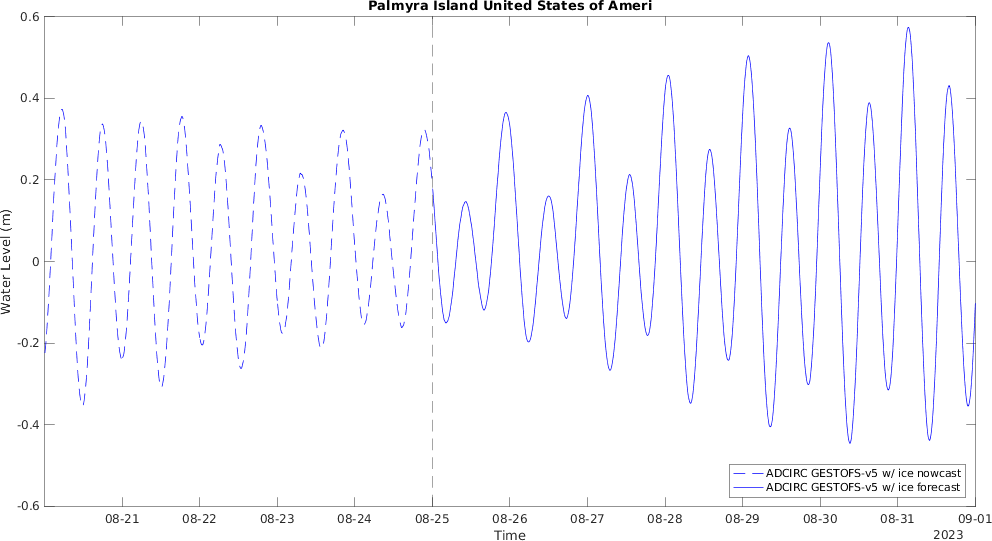 Palmyra Island United States of Ameri
0.6
0.4
0.2
0
-0.2
-0.4
-0.6
Water Level (m)
ADCIRC GESTOFS-v5 w/ ice nowcast
ADCIRC GESTOFS-v5 w/ ice forecast
08-21 08-22 08-23 08-24 08-25 08-26 08-27 08-28 08-29 08-30 08-31 09-01
Time
2023